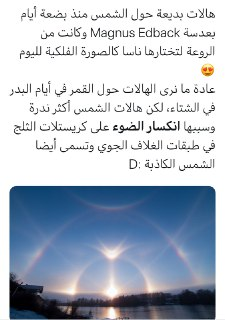 هالات بديعة حول الشمس منذ بضعة أيام
بعدسة Magnus Edback وكانت من
الروعة لتختارها ناسا كالصورة الفلكية لليوم
😍
عادة ما نرى الهالات حول القمر في أيام البدر
في الشتاء، لكن هالات الشمس أكثر ندرة
وسببها انكسار الضوء على كريستلات الثلج
في طبقات الغلاف الجوي وتسمى أيضا
الشمس الكاذبة :D